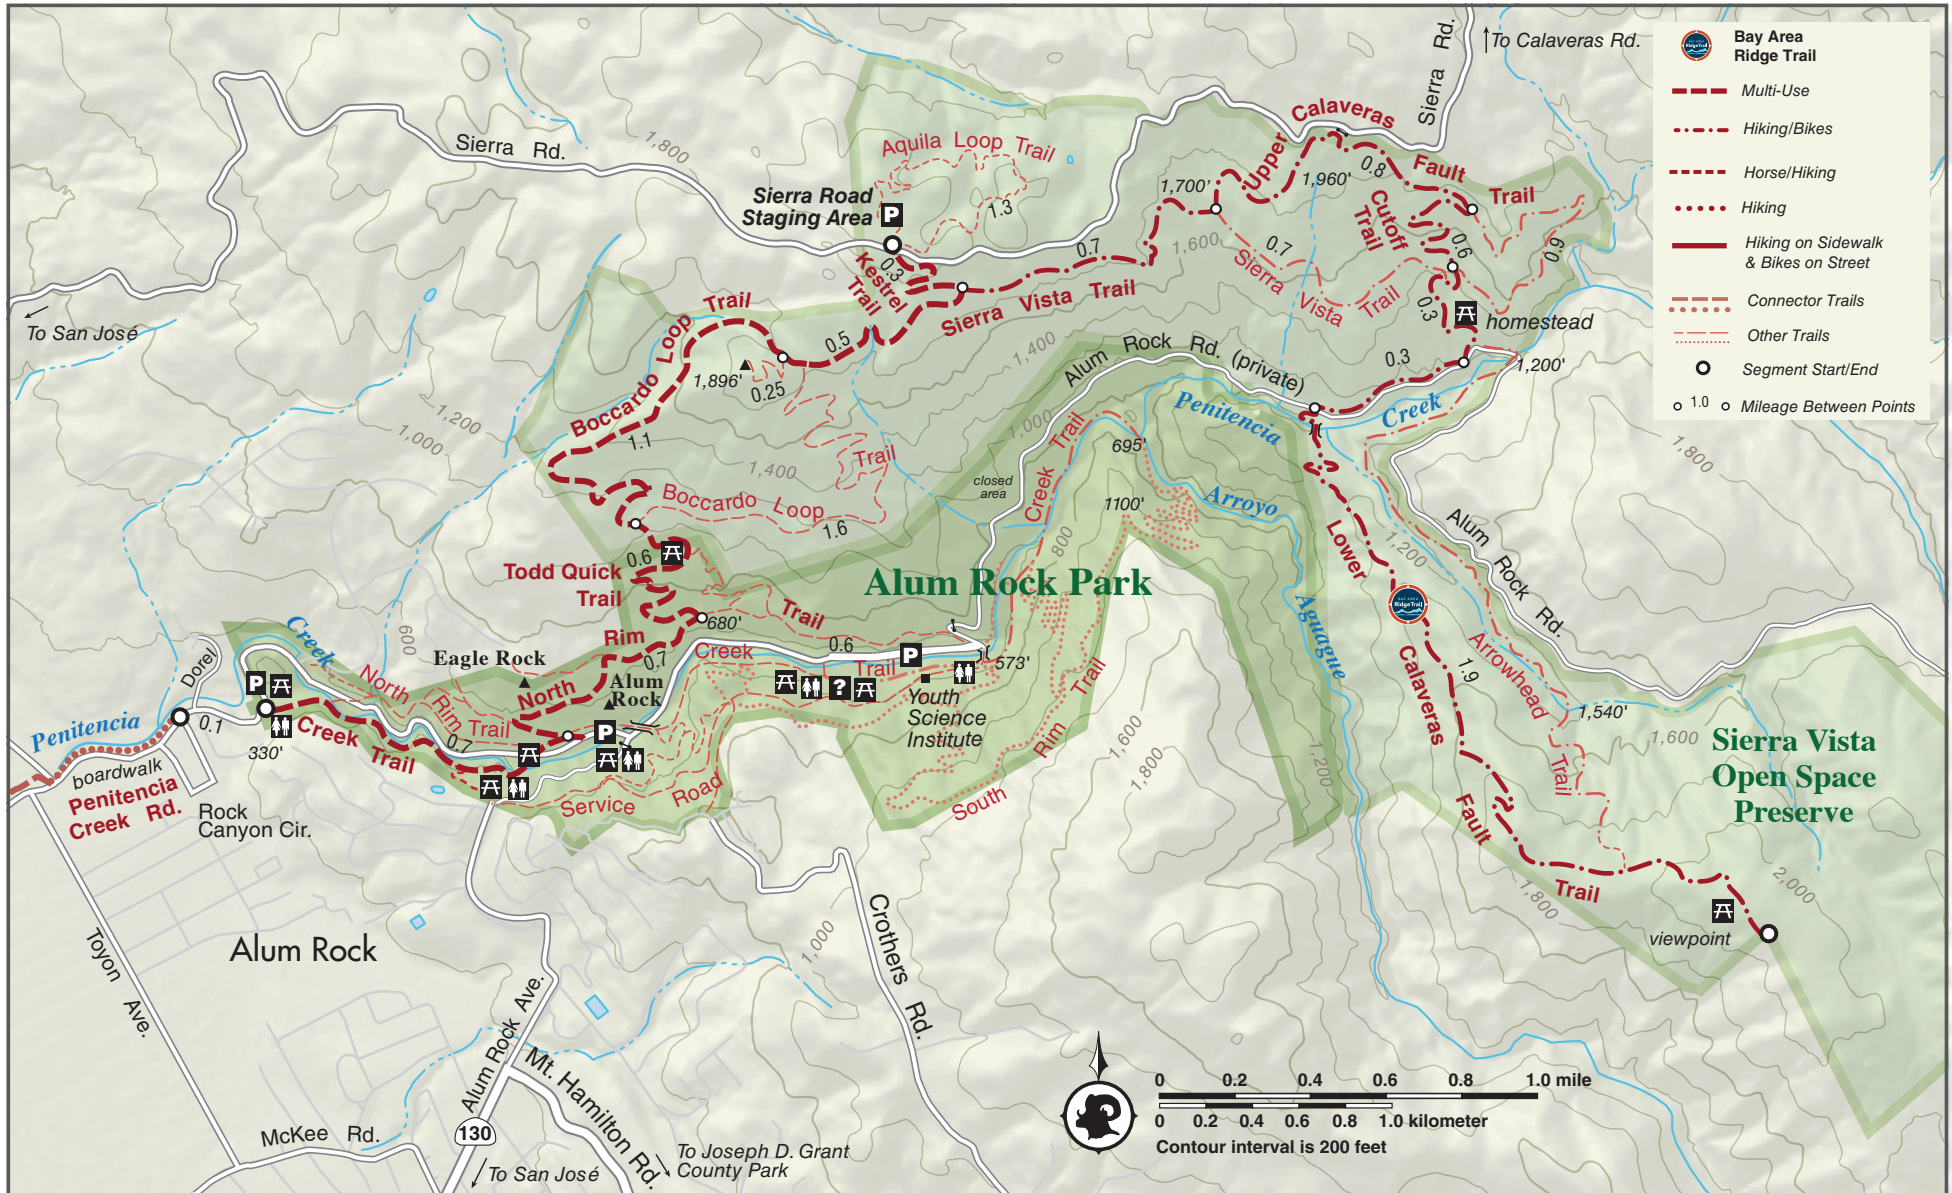 To Calaveras Rd.
Sierra Rd.
Bay Area
Ridge Trail
Multi-Use
Hiking/Bikes
Horse/Hiking
Hiking
Hiking on Sidewalk
& Bikes on Street
Connector Trails
Other Trails
Segment Start/End
1.0
Mileage Between Points
Sierra Rd.
1,800
Aquila Loop Trail
1.3
Sierra Road
Staging Area
P
Upper Calaveras Fault Trail
0.8
1,960'
1,700'
Cutoff
Trail
0.6
0.9
0.3
Kestrel
Trail
0.7
1,600
0.7
Sierra Vista Trail
Sierra Vista Trail
0.3
homestead
To San José
Boccardo Loop Trail
0.5
1,896'
0.25
1.1
1,400
Alum Rock Rd. (private)
0.3
1,200'
1,200
1,000
1,000
Penitencia
Creek
695'
1,800
1,400
Trail
Boccardo Loop
1.6
closed
area
Creek Trail
1100'
Arroyo
Aguague
800
0.6
Todd Quick
Trail
Alum Rock Park
Lower Calaveras Fault Trail
1,200
Alum Rock Rd.
BAY AREA
RidgeTrail
Trail
680'
Rim
600
Creek
Eagle Rock
0.7
North
Alum
Rock
Creek
0.6
Trail
P
573'
Youth
Science
Institute
?
Rim
Trail
South
Arrowhead
Trail
1.9
1,540'
1,600
Sierra Vista
Open Space
Preserve
Dorel
P
North
Rim
Trail
P
Penitencia
0.1
330'
Creek Trail
0.7
boardwalk
Penitencia
Creek Rd.
Rock
Canyon Cir.
Service Road
1,600
1,800
1,200
1,800
2,000
viewpoint
Alum Rock
Toyon Ave.
1,000
Crothers Rd.
Alum Rock Ave.
Mt. Hamilton Rd.
McKee Rd.
130
To San José
To Joseph D. Grant
County Park
0 0.2 0.4 0.6 0.8 1.0 mile
0 0.2 0.4 0.6 0.8 1.0 kilometer
Contour interval is 200 feet